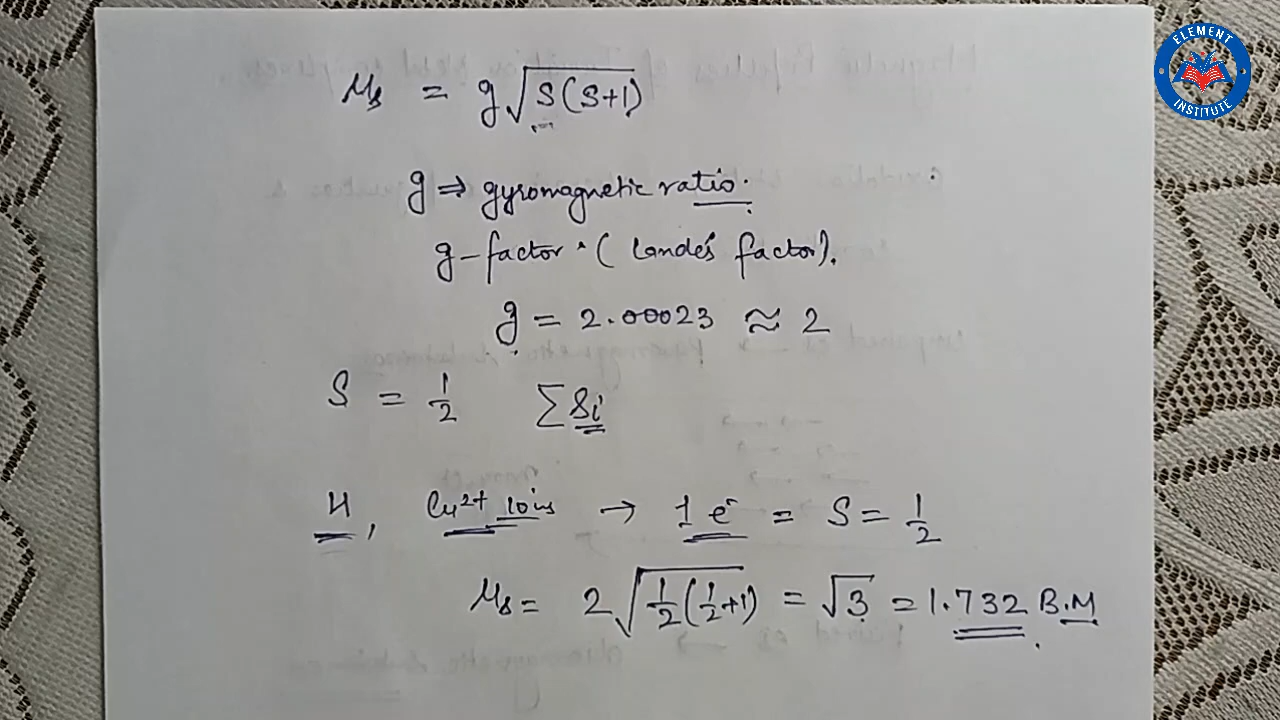 ELEMENT INSTITUTE
μs = g√S(S+1)
g ⇒ gyromagnetic ratio.
g-factor. (Lande's factor).
g = 2.00023 ≈ 2
S = 1/2 ∑Si
H, Cu²⁺ ions → 1 e⁻ = S = 1/2
μs = 2√1/2(1/2+1) = √3 = 1.732 B.M